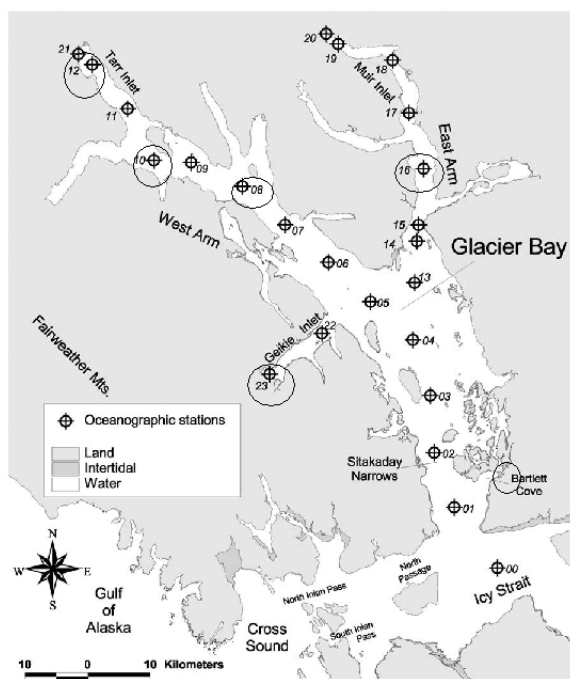 20
21
19
12
Tarr Inlet
18
Muir Inlet
11
17
East Arm
10
09
16
08
West Arm
07
15
14
Glacier Bay
06
13
05
Fairweather Mts.
Geikie Inlet
22
04
23
03
Oceanographic stations
Land
Intertidal
Water
02
Sitakaday
Narrows
Bartlett
Cove
01
N
W E
S
Gulf
of
Alaska
North Inian Pass
North
Passage
00
Icy Strait
Cross
Sound
South Inian
Pass
10 0 10 Kilometers